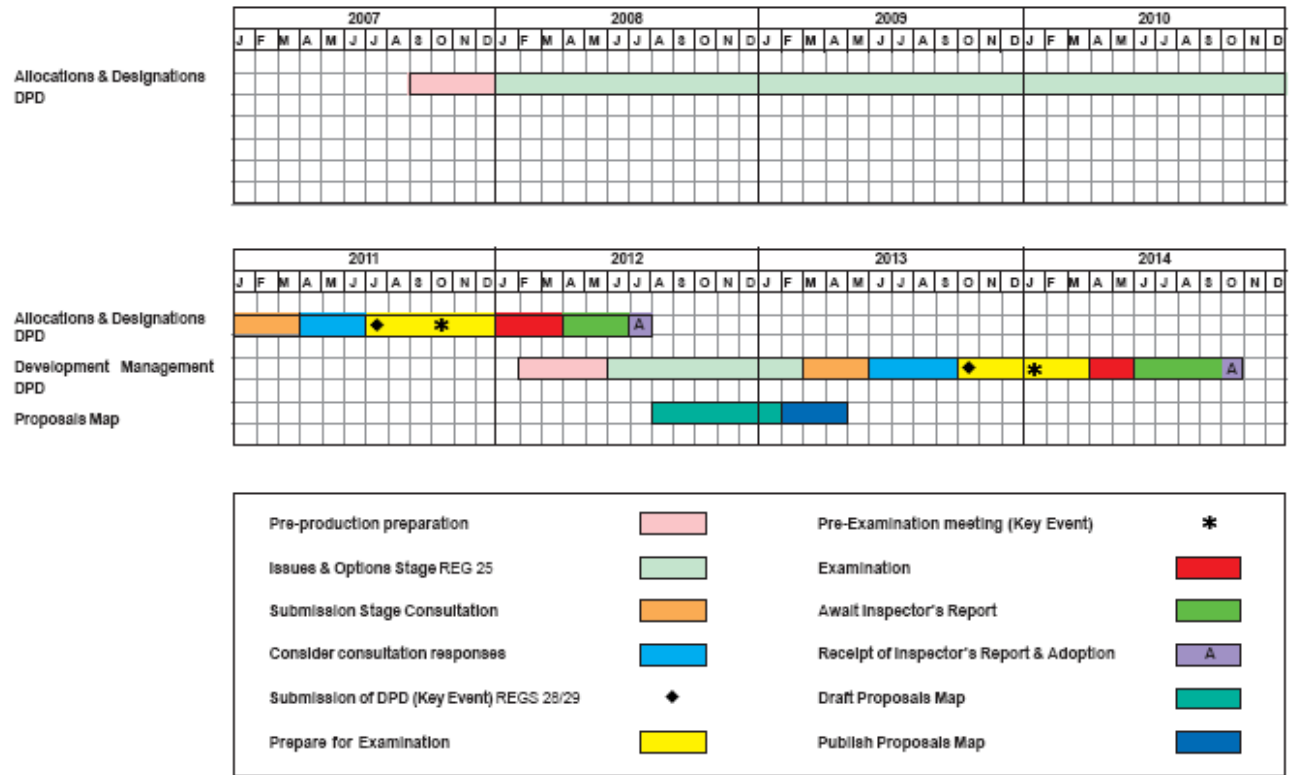 2007 2008 2009 2010
J F M A M J J A S O N D J F M A M J J A S O N D J F M A M J J A S O N D J F M A M J J A S O N D
Allocations & Designations
DPD
2011 2012 2013 2014
J F M A M J J A S O N D J F M A M J J A S O N D J F M A M J J A S O N D J F M A M J J A S O N D
Allocations & Designations
DPD
A
Development Management
DPD
A
Proposals Map
Pre-production preparation
Pre-Examination meeting (Key Event) *
Issues & Options Stage REG 25
Examination
Submission Stage Consultation
Await Inspector's Report
Consider consultation responses
Receipt of Inspector's Report & Adoption A
Submission of DPD (Key Event) REGS 28/29 ◆
Draft Proposals Map
Prepare for Examination
Publish Proposals Map